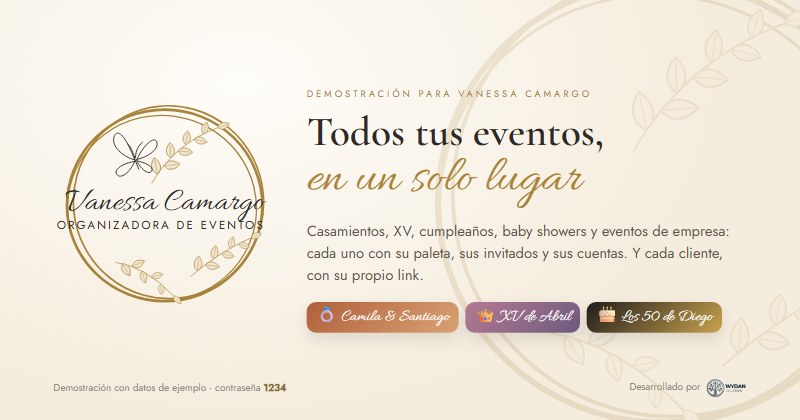 DEMOSTRACIÓN PARA VANESSA CAMARGO
Todos tus eventos,
en un solo lugar
Vanessa Camargo
ORGANIZADORA DE EVENTOS
Casamientos, XV, cumpleaños, baby showers y eventos de empresa:
cada uno con su paleta, sus invitados y sus cuentas. Y cada cliente,
con su propio link.
Camila & Santiago
XV de Abril
Los 50 de Diego
Demostración con datos de ejemplo · contraseña 1234
Desarrollado por
WYDAN